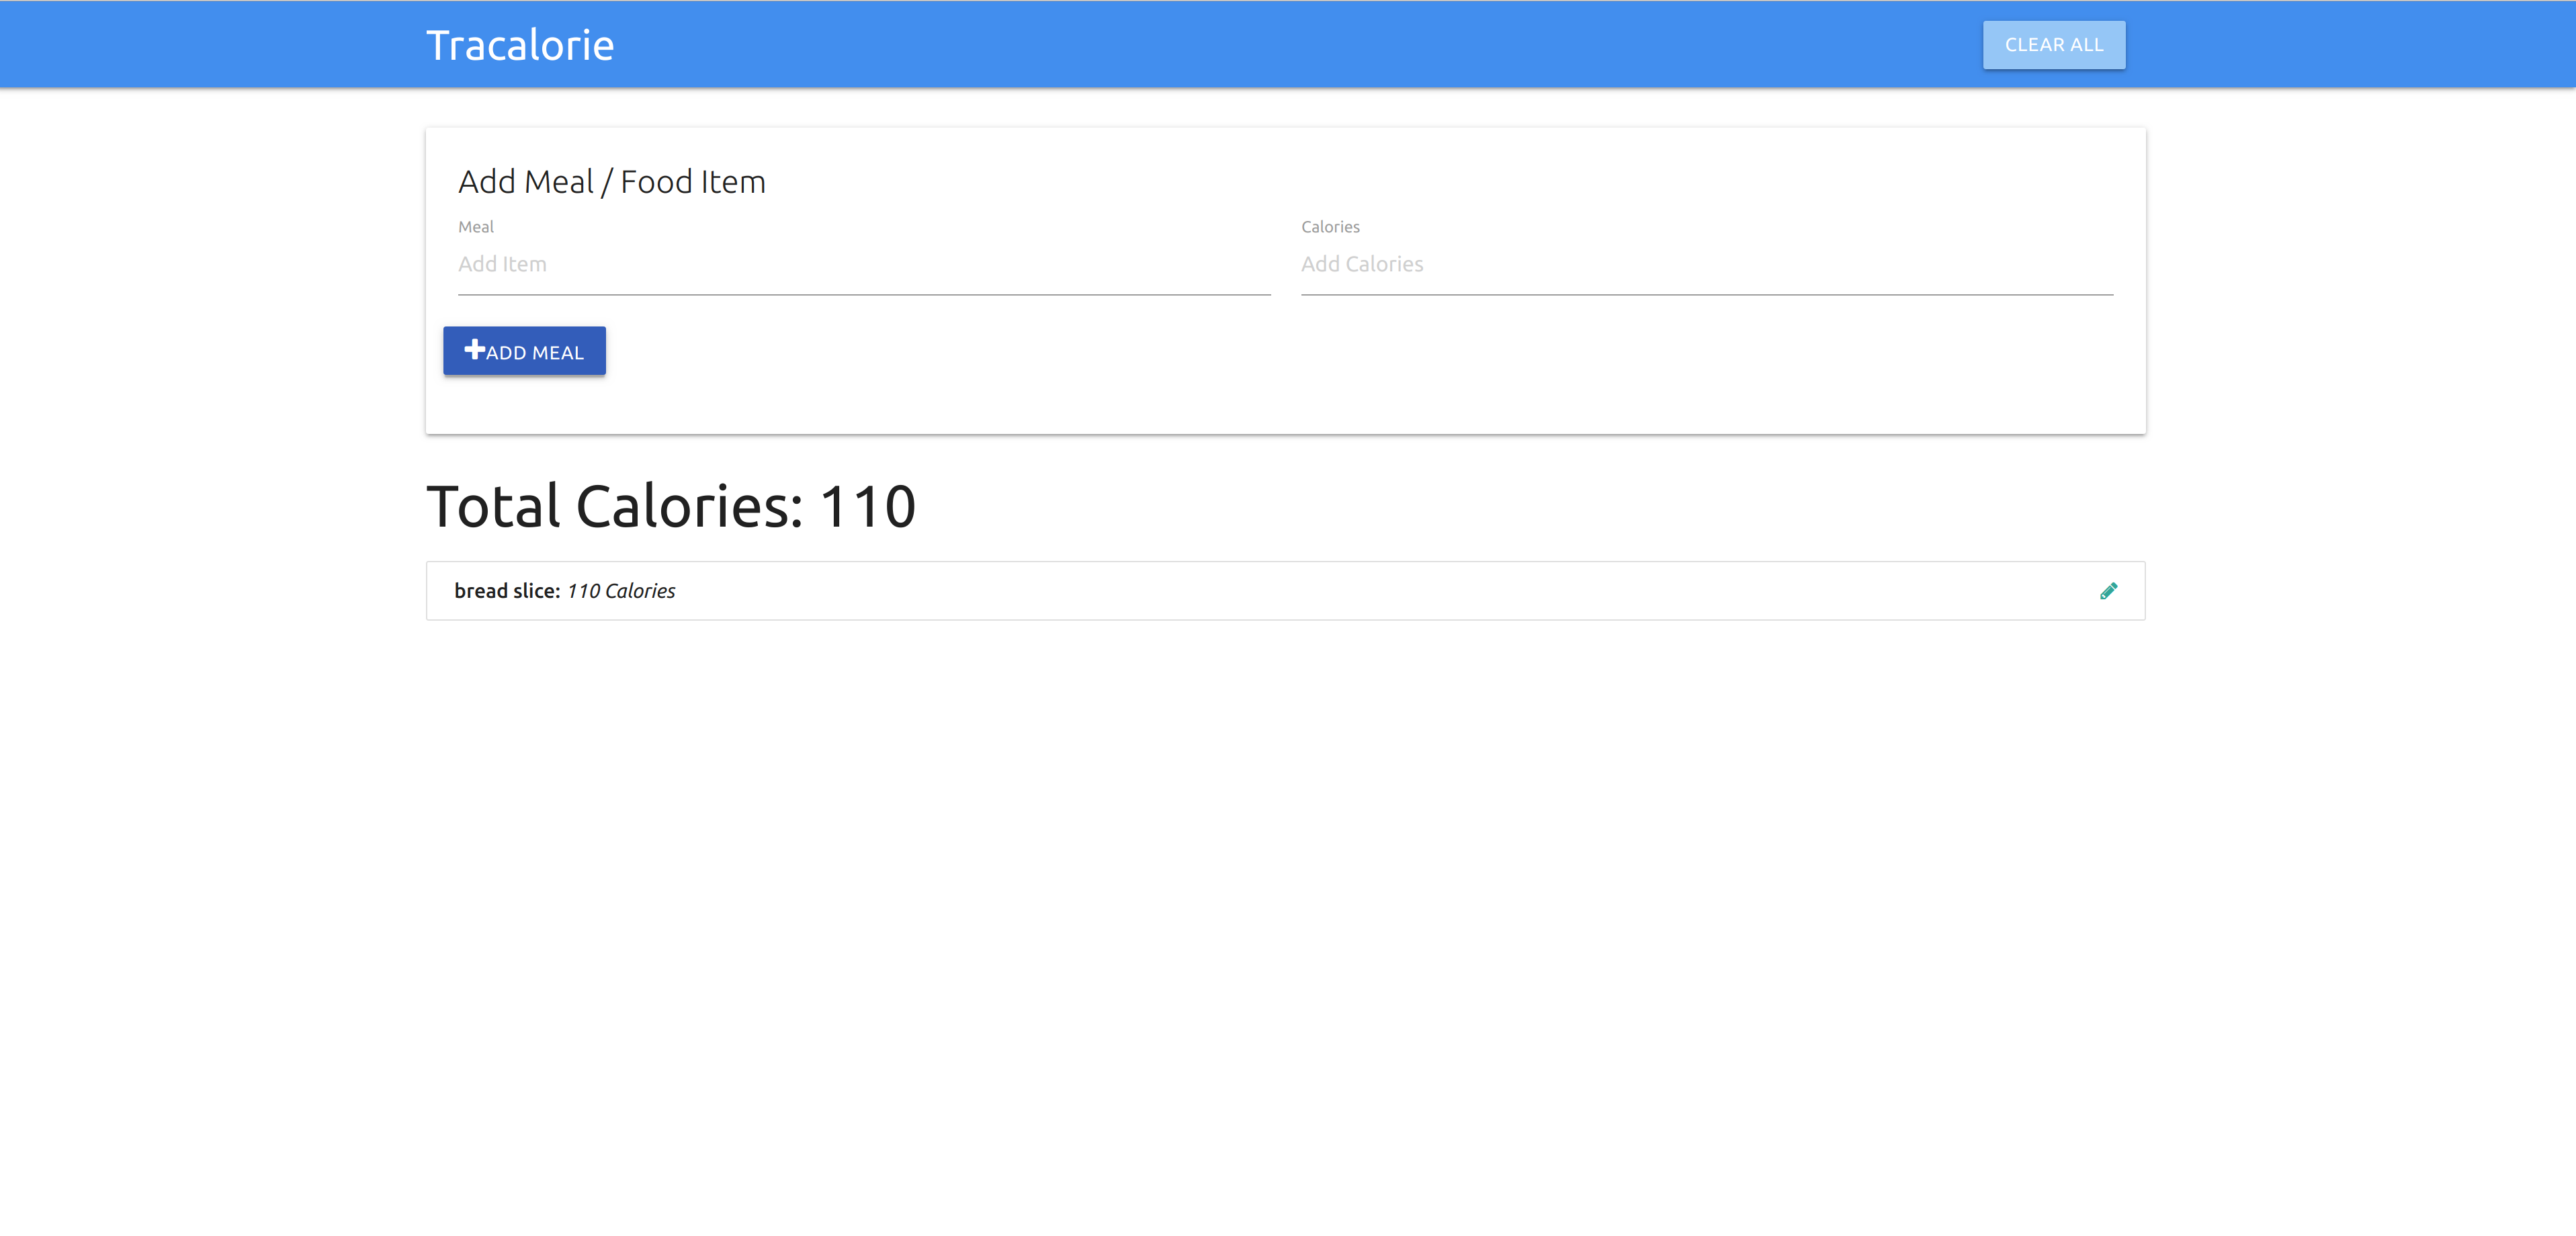 Tracalorie
CLEAR ALL
Add Meal / Food Item
Meal
Calories
Add Item
Add Calories
ADD MEAL
Total Calories: 110
bread slice: 110 Calories